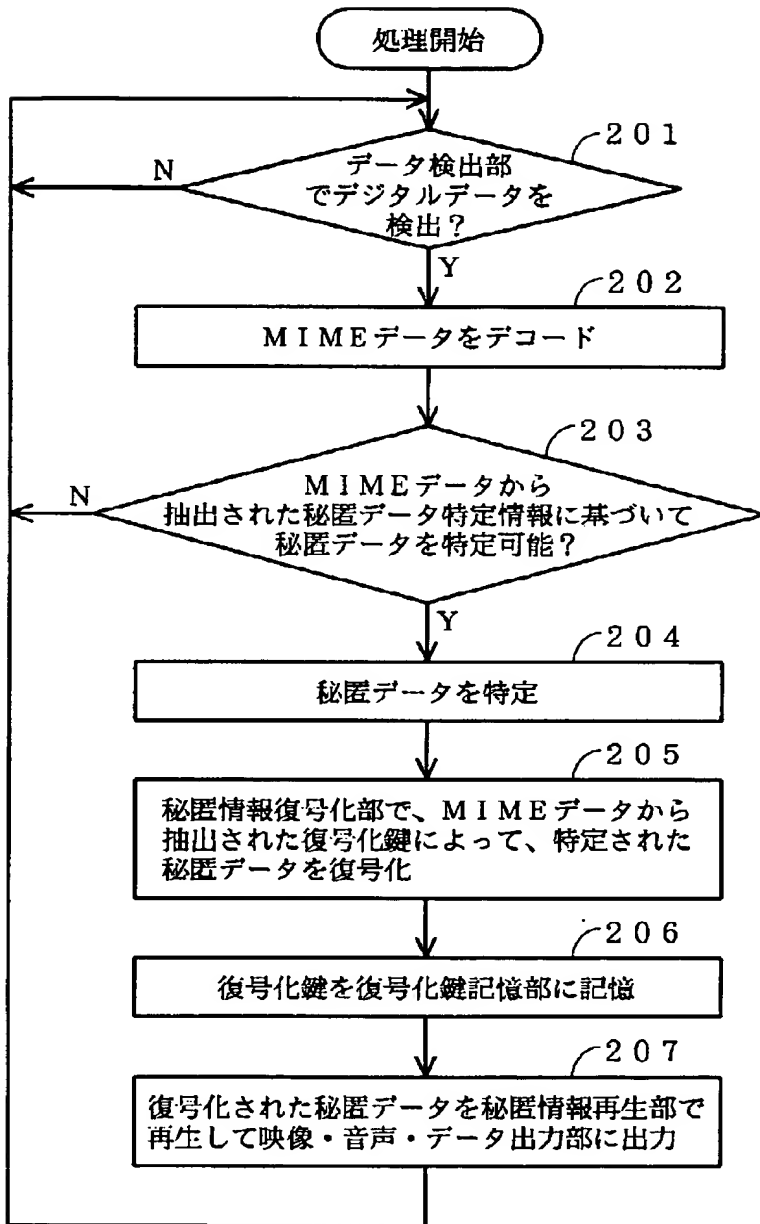 処理開始
201
データ検出部
でデジタルデータを
検出？
N
Y
202
ＭＩＭＥデータをデコード
203
ＭＩＭＥデータから
抽出された秘匿データ特定情報に基づいて
秘匿データを特定可能？
N
Y
204
秘匿データを特定
205
秘匿情報復号化部で、ＭＩＭＥデータから
抽出された復号化鍵によって、特定された
秘匿データを復号化
206
復号化鍵を復号化鍵記憶部に記憶
207
復号化された秘匿データを秘匿情報再生部で
再生して映像・音声・データ出力部に出力